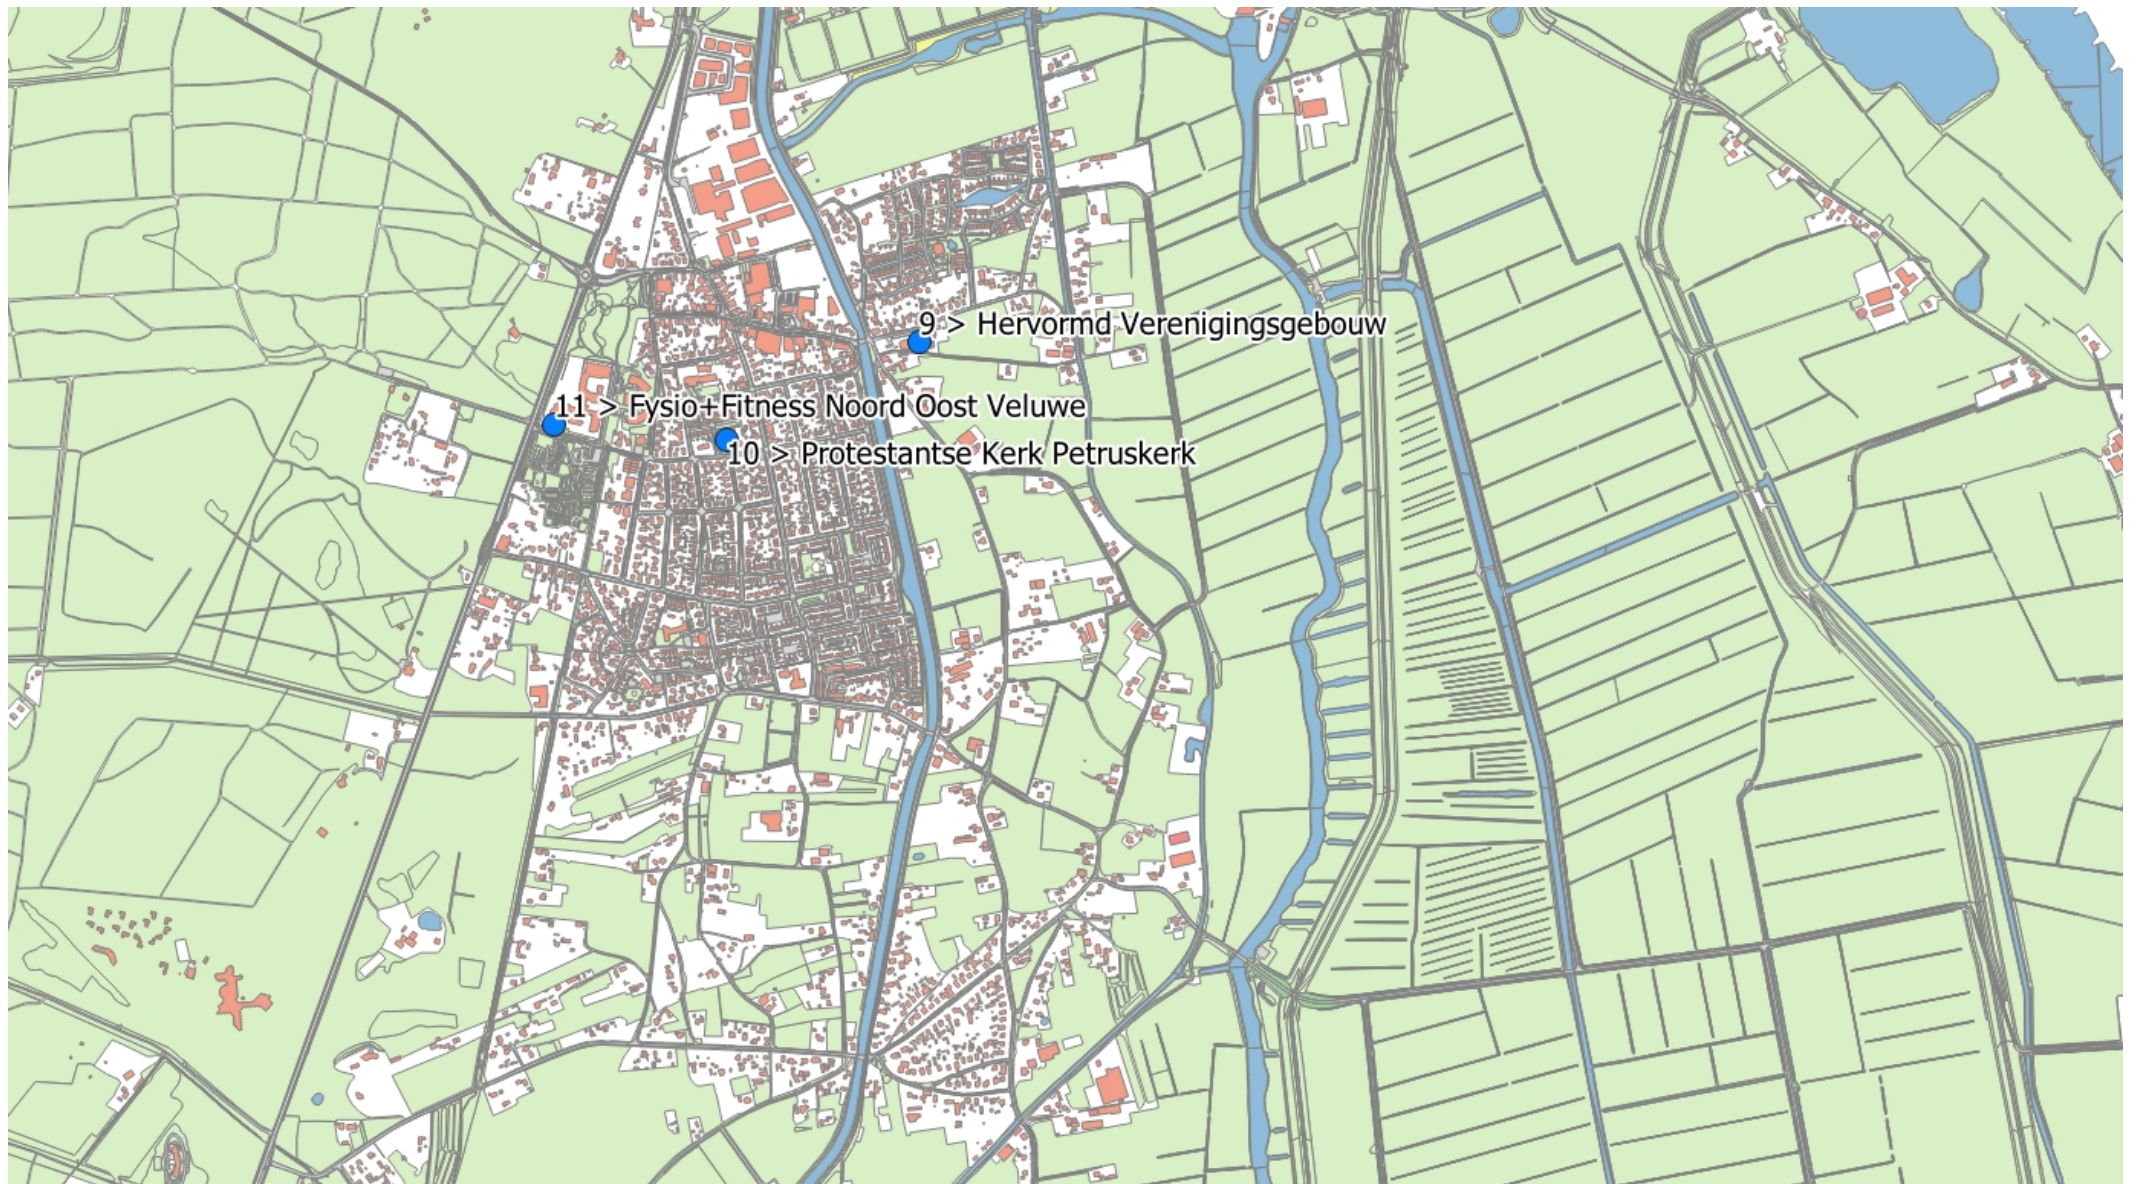 9 > Hervormd Verenigingsgebouw
11 > Fysio+Fitness Noord Oost Veluwe
10 > Protestantse Kerk Petruskerk